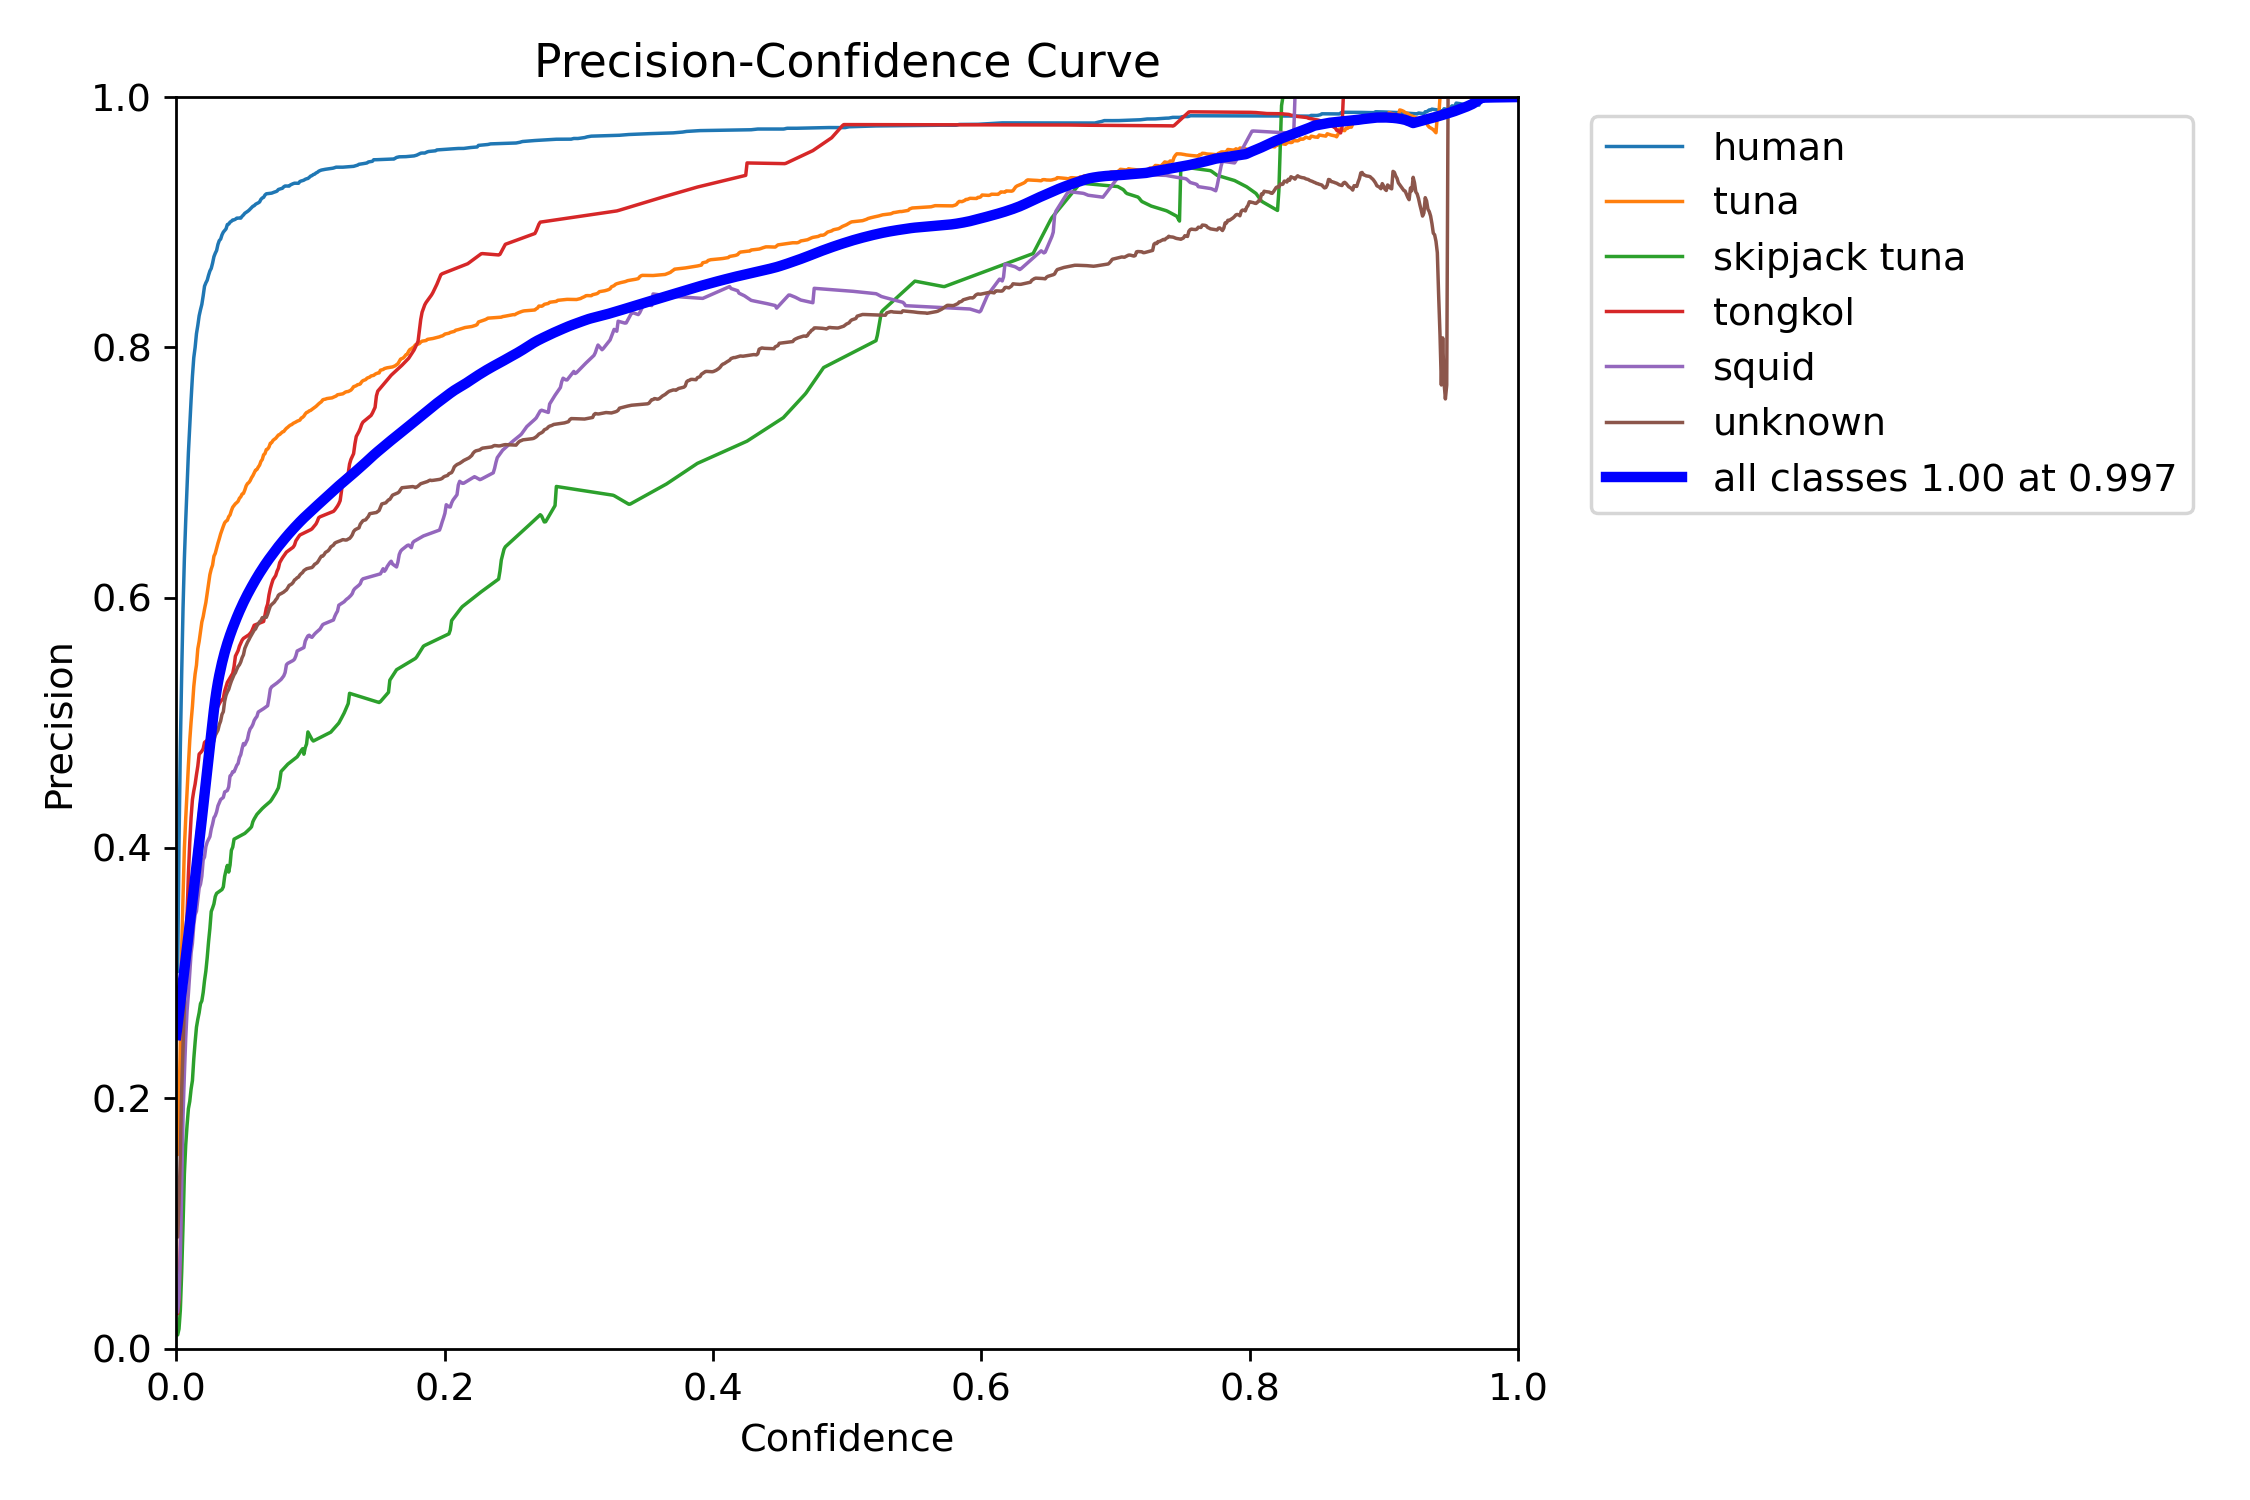 Precision-Confidence Curve
1.0
0.8
0.6
0.4
0.2
0.0
Precision
0.0 0.2 0.4 0.6 0.8 1.0
Confidence
human
tuna
skipjack tuna
tongkol
squid
unknown
all classes 1.00 at 0.997